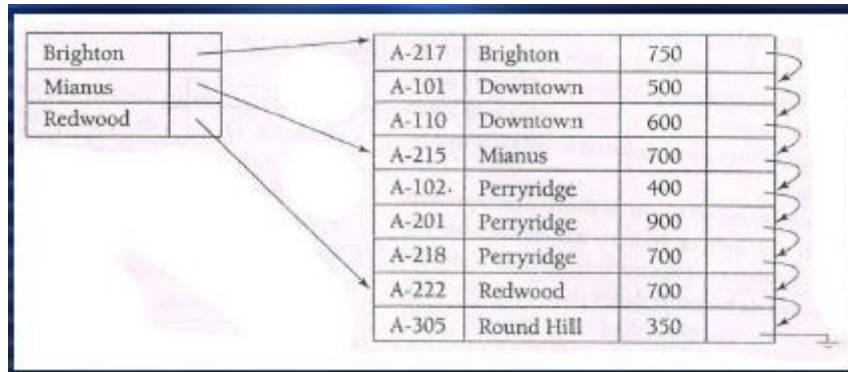 Brighton
Mianus
Redwood
A-217 Brighton 750
A-101 Downtown 500
A-110 Downtown 600
A-215 Mianus 700
A-102. Perryridge 400
A-201 Perryridge 900
A-218 Perryridge 700
A-222 Redwood 700
A-305 Round Hill 350